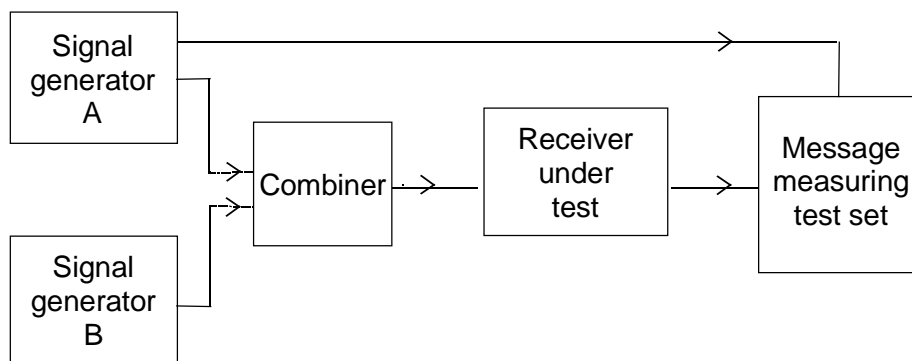 Signal
generator
A
Combiner
Receiver
under
test
Message
measuring
test set
Signal
generator
B